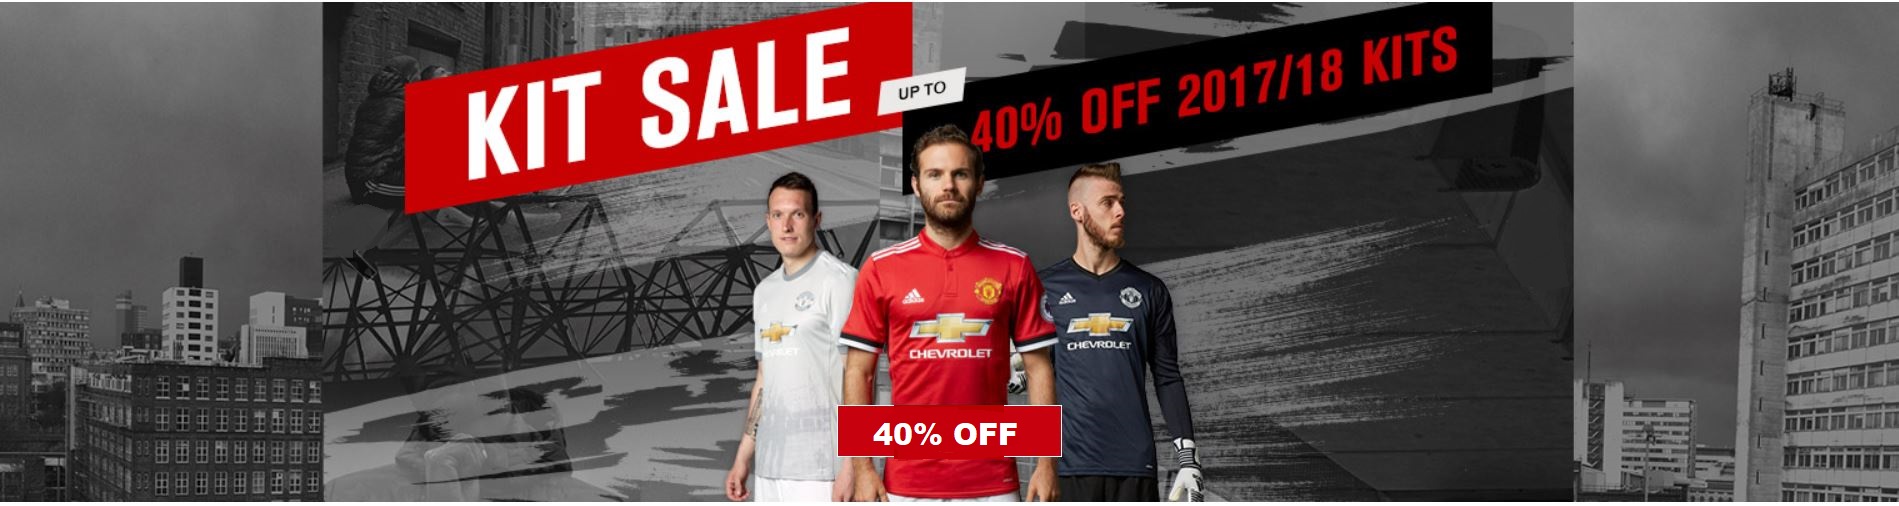 KIT SALE
UP TO
40% OFF 2017/18 KITS
adidas
CHEVROLET
adidas
CHEVROLET
CHEVROLET
40% OFF